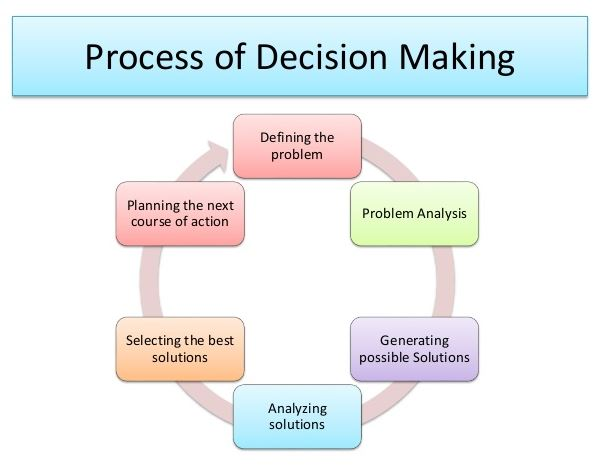 Process of Decision Making
Defining the
problem
Problem Analysis
Generating
possible Solutions
Analyzing
solutions
Selecting the best
solutions
Planning the next
course of action